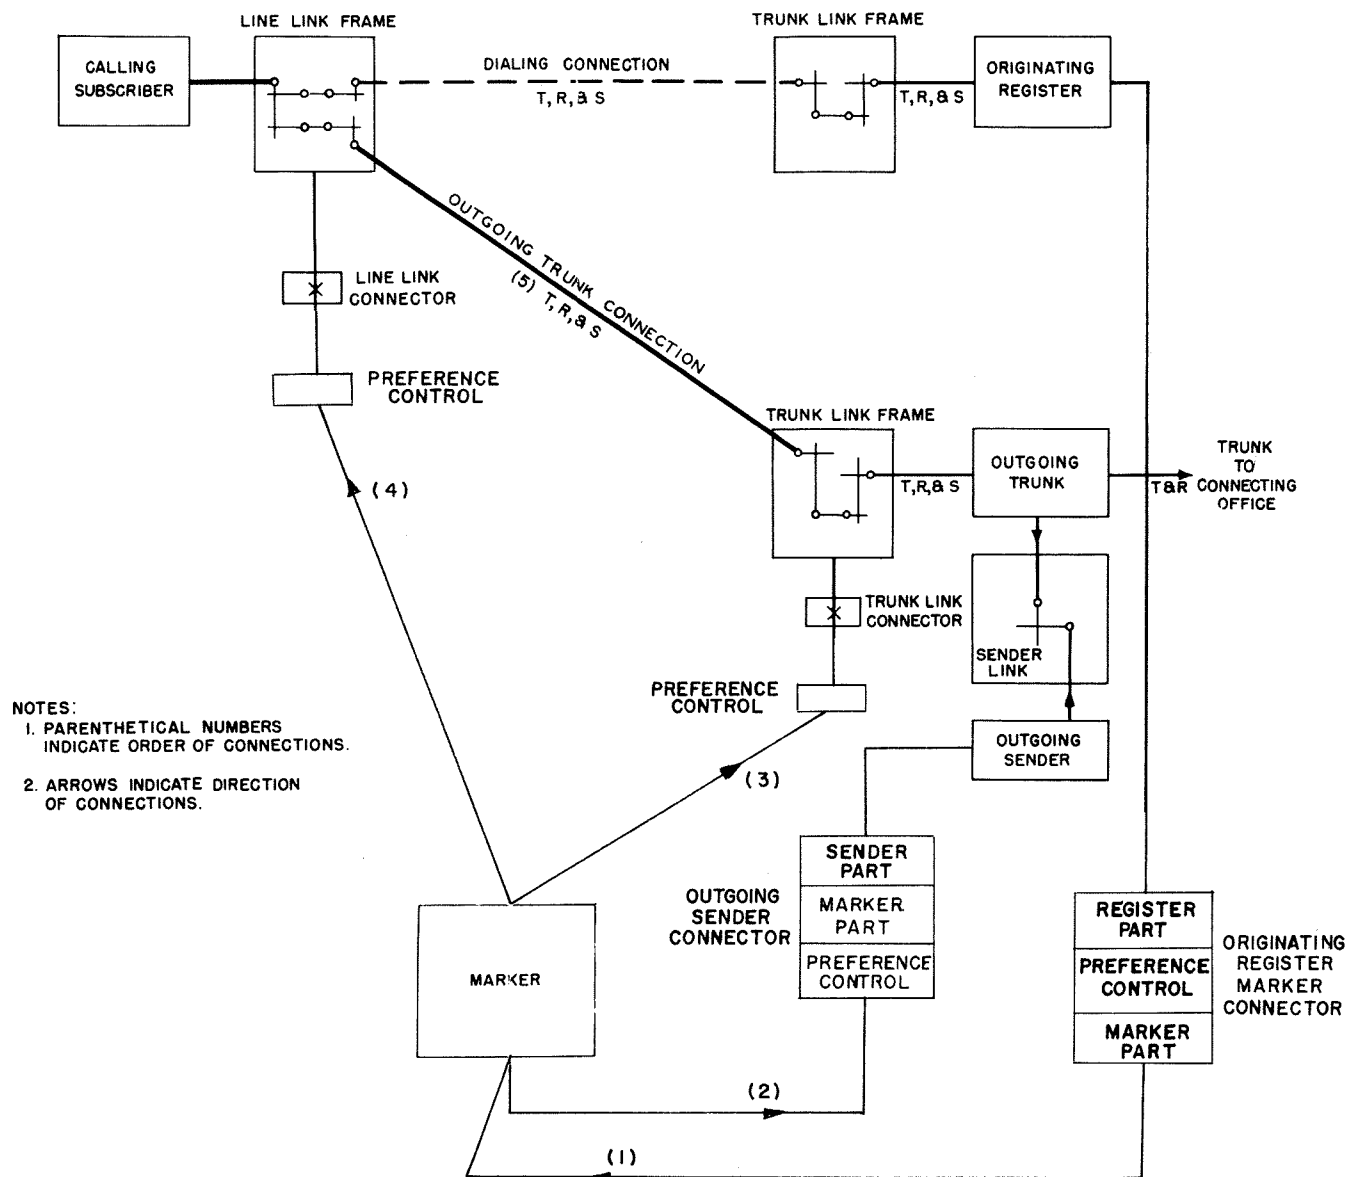 LINE LINK FRAME
TRUNK LINK FRAME
CALLING
SUBSCRIBER
DIALING CONNECTION
T, R, & S
T, R, & S
ORIGINATING
REGISTER
OUTGOING TRUNK CONNECTION
(5) T, R, & S
LINE LINK
CONNECTOR
PREFERENCE
CONTROL
TRUNK LINK FRAME
(4)
T,R,& S
OUTGOING
TRUNK
T&R
TRUNK
TO
CONNECTING
OFFICE
TRUNK LINK
CONNECTOR
SENDER
LINK
PREFERENCE
CONTROL
NOTES:
1. PARENTHETICAL NUMBERS
INDICATE ORDER OF CONNECTIONS.
2. ARROWS INDICATE DIRECTION
OF CONNECTIONS.
OUTGOING
SENDER
(3)
SENDER
PART
MARKER
PART
PREFERENCE
CONTROL
OUTGOING
SENDER
CONNECTOR
MARKER
REGISTER
PART
PREFERENCE
CONTROL
MARKER
PART
ORIGINATING
REGISTER
MARKER
CONNECTOR
(2)
(1)